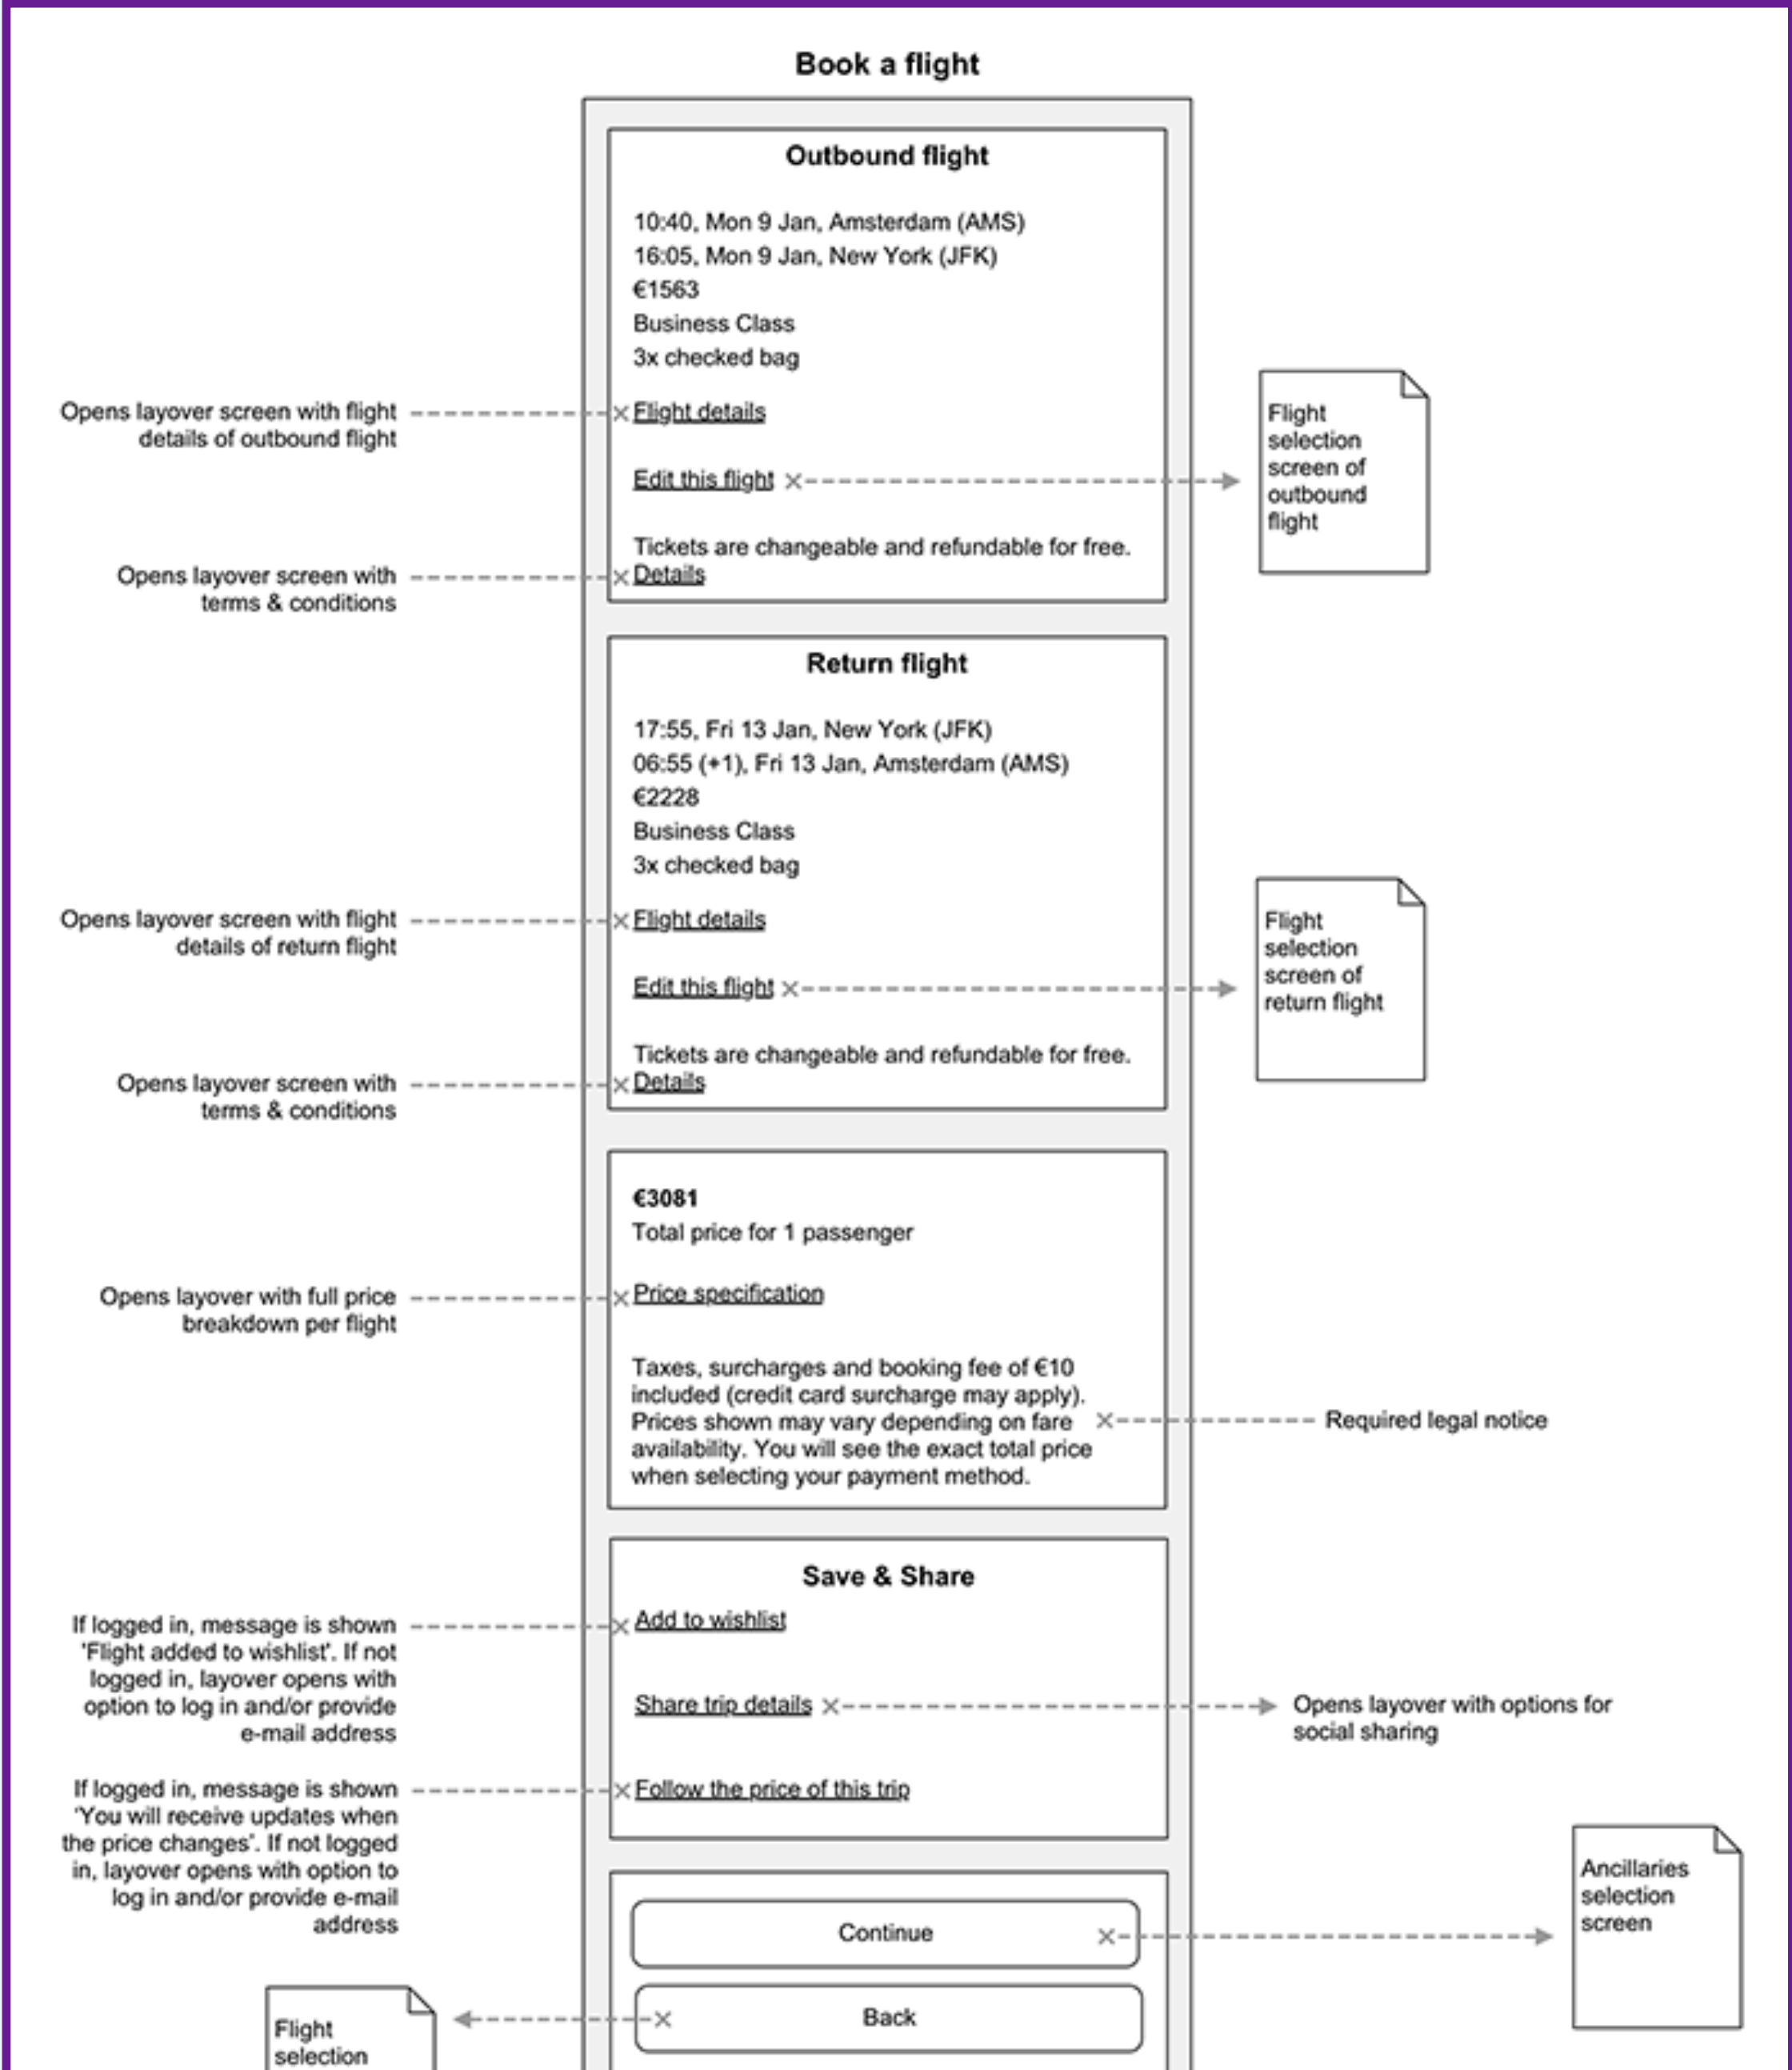 Book a flight
Outbound flight
10:40, Mon 9 Jan, Amsterdam (AMS)
16:05, Mon 9 Jan, New York (JFK)
€1563
Business Class
3x checked bag
Opens layover screen with flight
details of outbound flight
Flight details
Edit this flight
Flight
selection
screen of
outbound
flight
Tickets are changeable and refundable for free.
Details
Opens layover screen with
terms & conditions
Return flight
17:55, Fri 13 Jan, New York (JFK)
06:55 (+1), Fri 13 Jan, Amsterdam (AMS)
€2228
Business Class
3x checked bag
Opens layover screen with flight
details of return flight
Flight details
Edit this flight
Flight
selection
screen of
return flight
Tickets are changeable and refundable for free.
Details
Opens layover screen with
terms & conditions
€3081
Total price for 1 passenger
Opens layover with full price
breakdown per flight
Price specification
Taxes, surcharges and booking fee of €10
included (credit card surcharge may apply).
Prices shown may vary depending on fare
availability. You will see the exact total price
when selecting your payment method.
Required legal notice
Save & Share
If logged in, message is shown
'Flight added to wishlist'. If not
logged in, layover opens with
option to log in and/or provide
e-mail address
Add to wishlist
Share trip details
Opens layover with options for
social sharing
If logged in, message is shown
'You will receive updates when
the price changes'. If not logged
in, layover opens with option to
log in and/or provide e-mail
address
Follow the price of this trip
Continue
Ancillaries
selection
screen
Back
Flight
selection